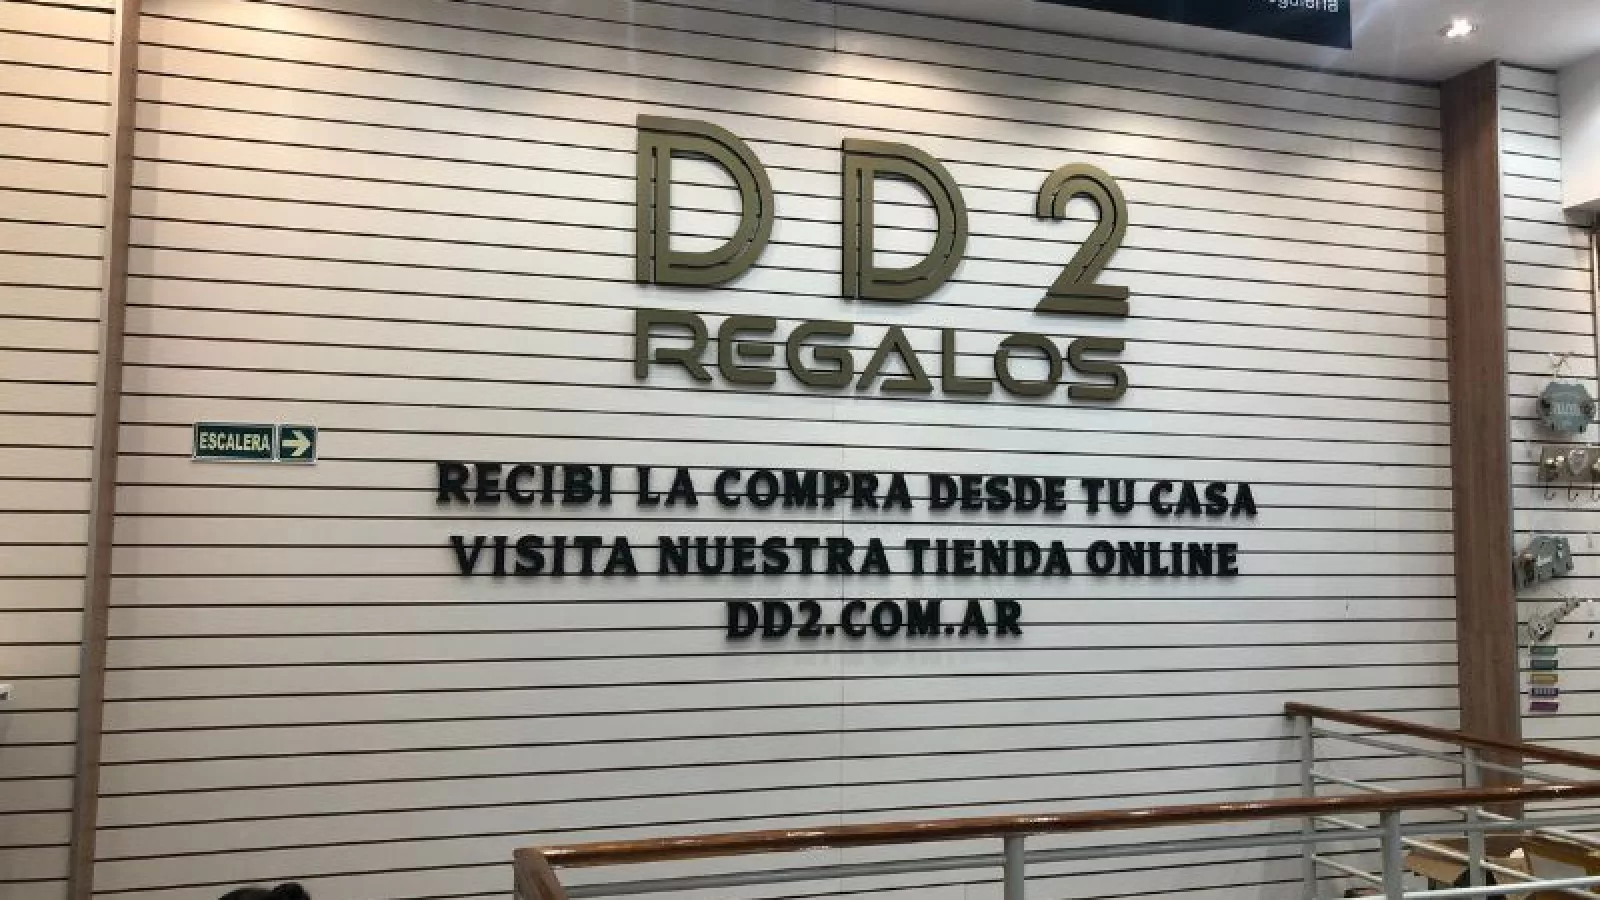 DD2
REGALOS
ESCALERA
RECIBI LA COMPRA DESDE TU CASA
VISITA NUESTRA TIENDA ONLINE
DD2.COM.AR